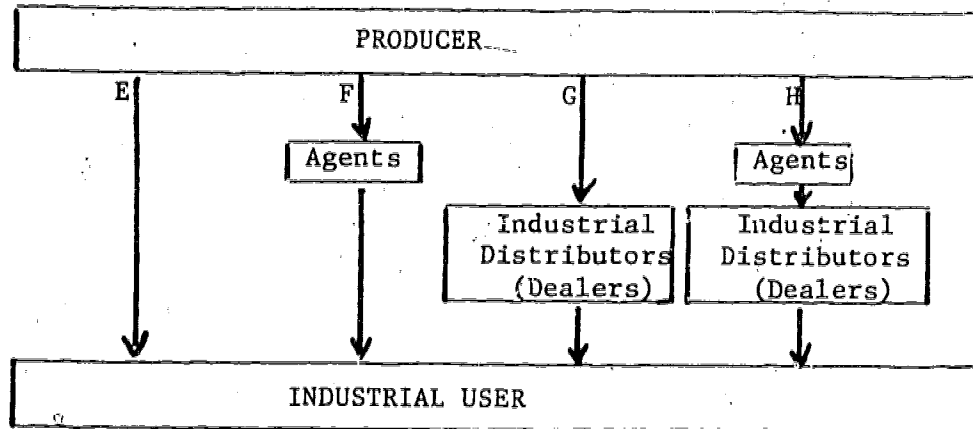 PRODUCER
E F G H
Agents Agents
Industrial Distributors (Dealers)
Industrial Distributors (Dealers)
INDUSTRIAL USER